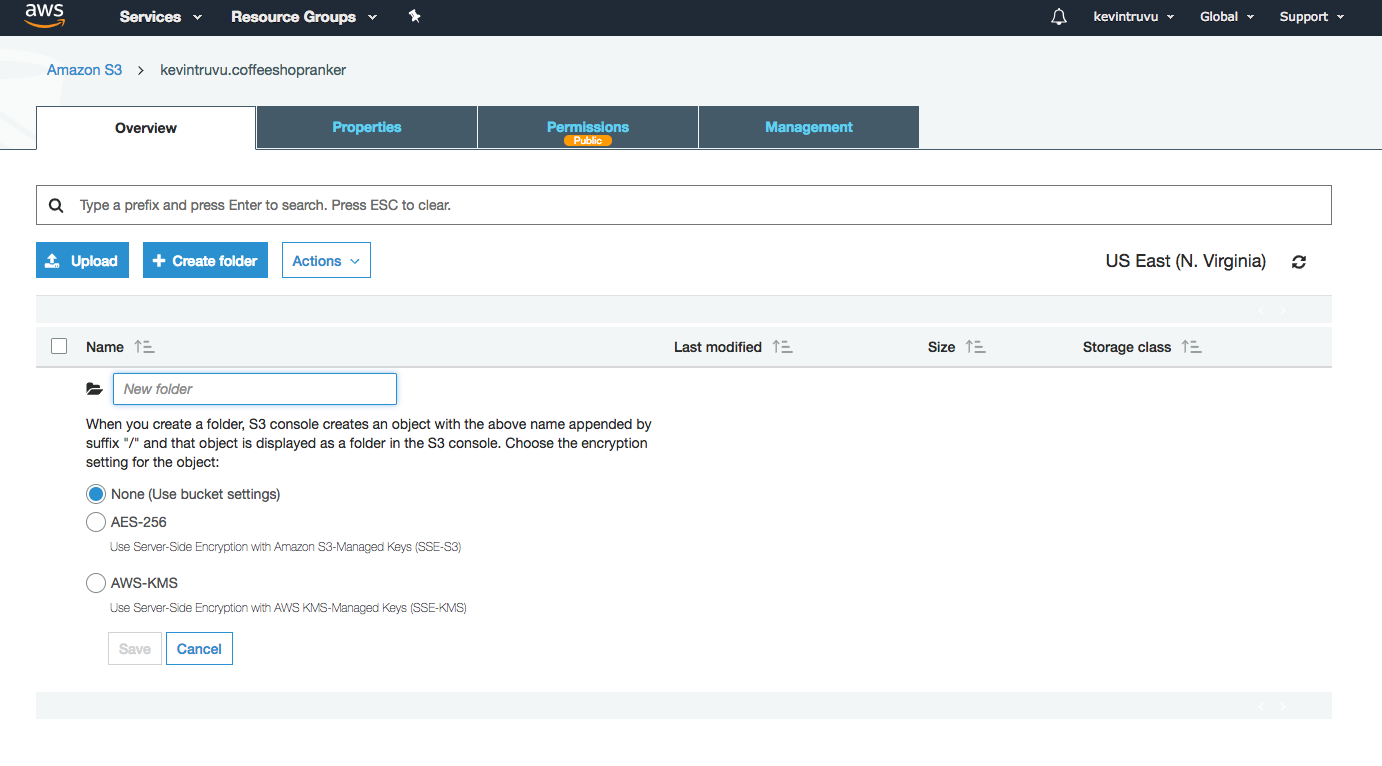 aws Services Resource Groups kevintruvu Global Support
Amazon S3 > kevintruvu.coffeeshopranker
Overview Properties Permissions Management
Public
Type a prefix and press Enter to search. Press ESC to clear.
Upload Create folder Actions US East (N. Virginia)
Name Last modified Size Storage class
New folder
When you create a folder, S3 console creates an object with the above name appended by
suffix "/" and that object is displayed as a folder in the S3 console. Choose the encryption
setting for the object:
None (Use bucket settings)
AES-256
Use Server-Side Encryption with Amazon S3-Managed Keys (SSE-S3)
AWS-KMS
Use Server-Side Encryption with AWS KMS-Managed Keys (SSE-KMS)
Save Cancel